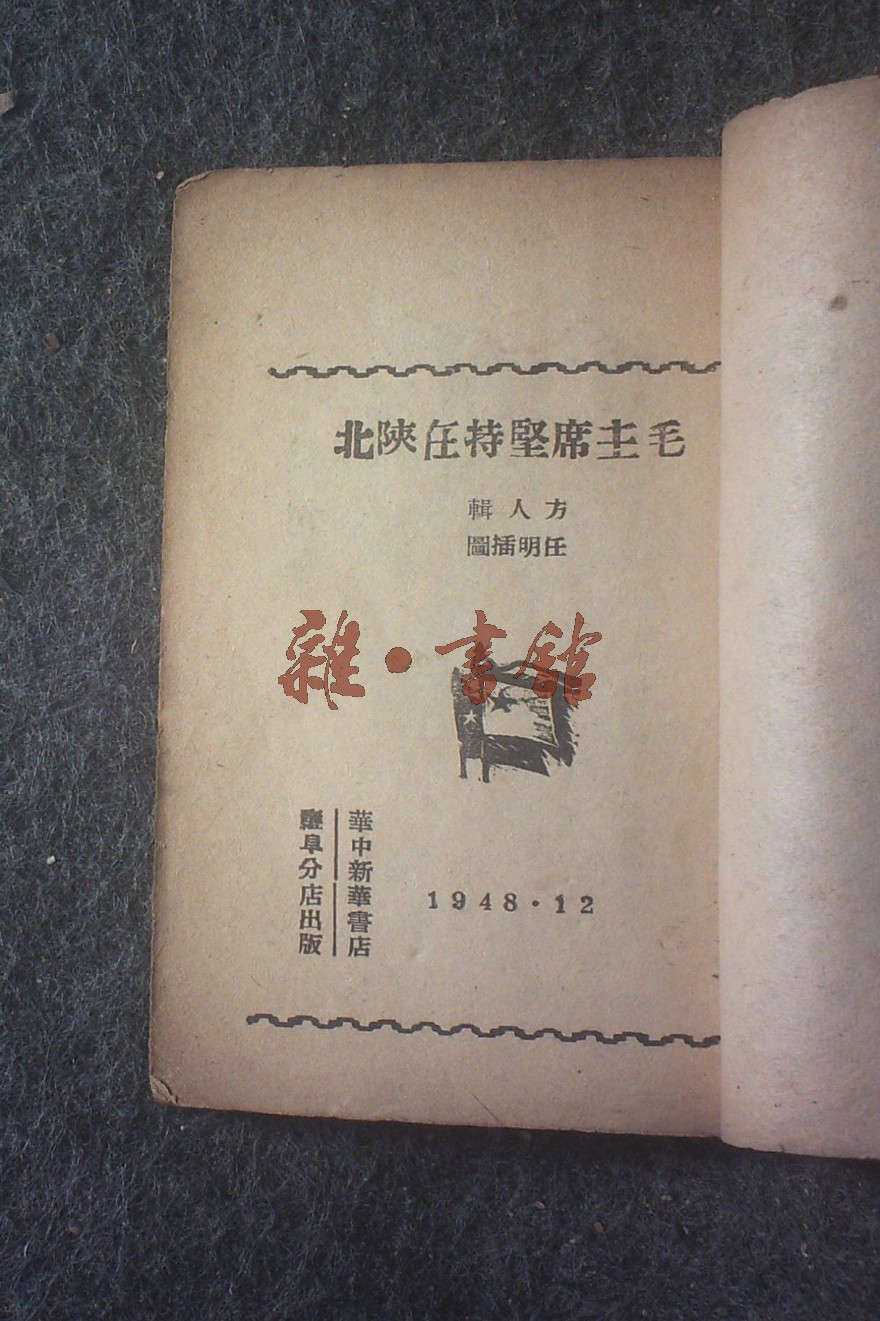 毛主席堅持在陝北
方人輯
任明插圖
雜·書館
1948·12
華中新華書店
鹽阜分店出版